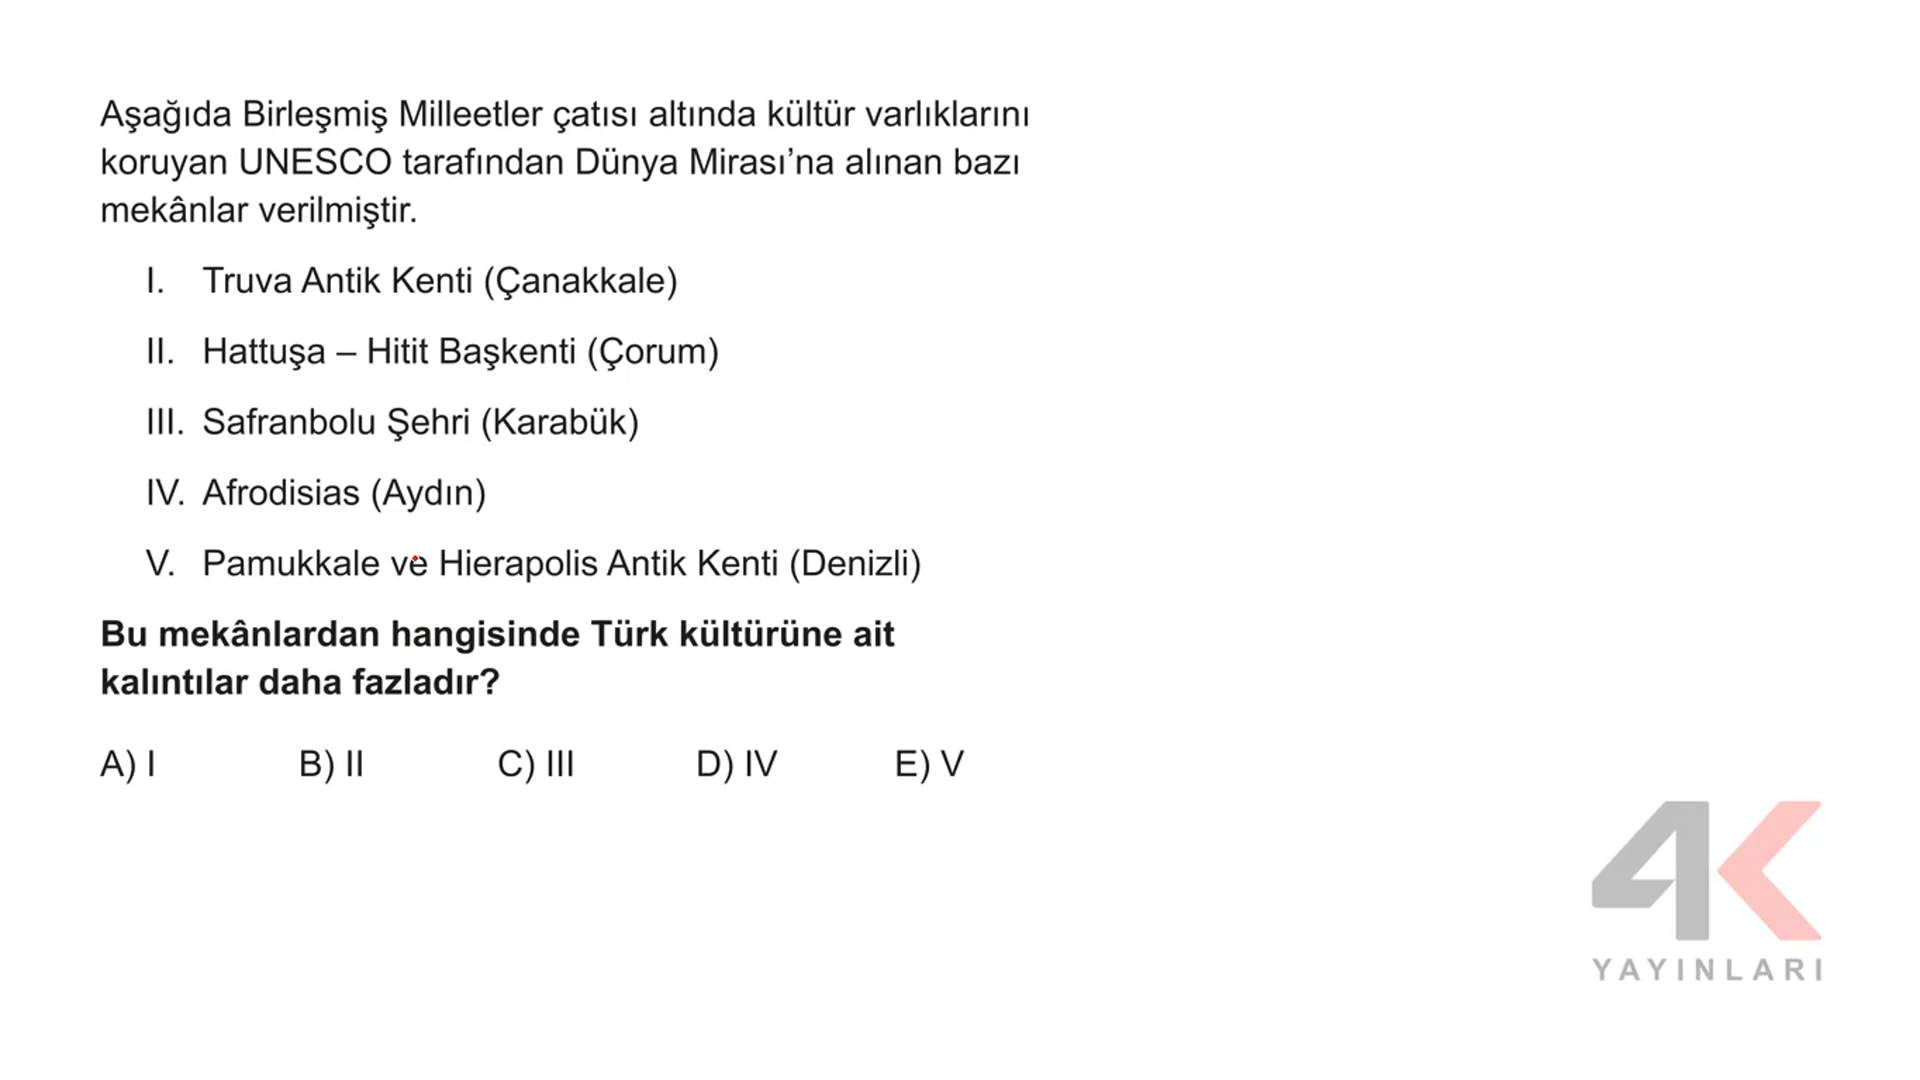 Aşağıda Birleşmiş Milleetler çatısı altında kültür varlıklarını
koruyan UNESCO tarafından Dünya Mirası’na alınan bazı
mekânlar verilmiştir.
I. Truva Antik Kenti (Çanakkale)
II. Hattuşa – Hitit Başkenti (Çorum)
III. Safranbolu Şehri (Karabük)
IV. Afrodisias (Aydın)
V. Pamukkale ve Hierapolis Antik Kenti (Denizli)
Bu mekânlardan hangisinde Türk kültürüne ait
kalıntılar daha fazladır?
A) I B) II C) III D) IV E) V
4K
YAYINLARI